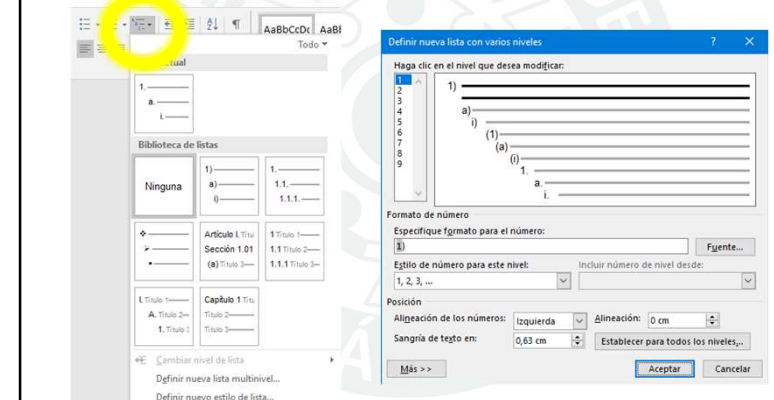 AaBbCcDc AaBl
Todo
tual
1.
a.
i.
Biblioteca de listas
Ninguna
1)
a)
i)
1.
1.1.
1.1.1.
Artículo I. Titu
Sección 1.01
(a) Título 3
1 Título 1
1.1 Título 2
1.1.1 Título 3
I. Título 1
A. Título 2
1. Título
Capítulo 1 Títu
Título 2
Título 3
Cambiar nivel de lista
Definir nueva lista multinivel...
Definir nuevo estilo de lista...
Definir nueva lista con varios niveles
Haga clic en el nivel que desea modificar:
1
2
3
4
5
6
7
8
9
1)
a)
i)
(1)
(a)
(i)
1.
a.
i.
Formato de número
Especifique formato para el número:
1)
Fuente...
Estilo de número para este nivel:
Incluir número de nivel desde:
1, 2, 3, ...
Posición
Alineación de los números:
Izquierda
Alineación:
0 cm
Sangría de texto en:
0,63 cm
Establecer para todos los niveles...
Más >>
Aceptar
Cancelar